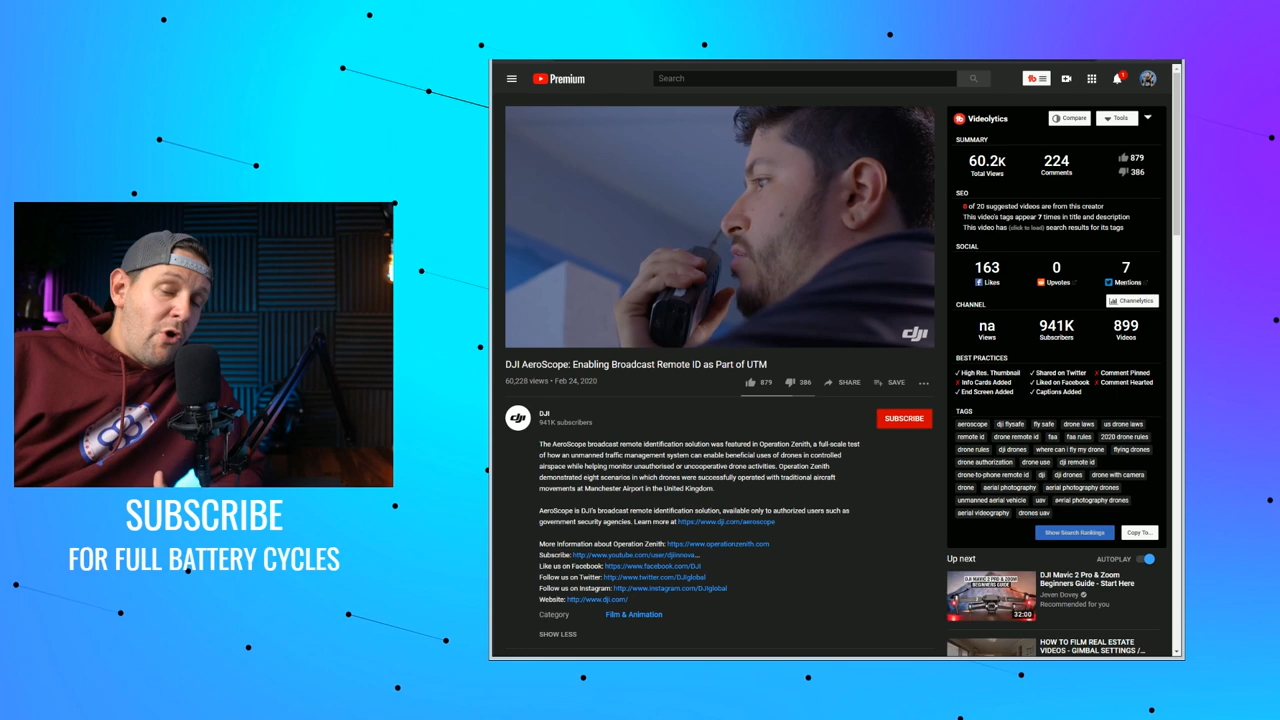 SUBSCRIBE
FOR FULL BATTERY CYCLES
Premium
Search
1
dji
DJI AeroScope: Enabling Broadcast Remote ID as Part of UTM
60,228 views • Feb 24, 2020
879
386
SHARE
SAVE
dji
DJI
941K subscribers
SUBSCRIBE
The AeroScope broadcast remote identification solution was featured in Operation Zenith, a full-scale test
of how an unmanned traffic management system can enable beneficial uses of drones in controlled
airspace while helping monitor unauthorised or uncooperative drone activities. Operation Zenith
demonstrated eight scenarios in which drones were successfully operated with traditional aircraft
movements at Manchester Airport in the United Kingdom.
AeroScope is DJI's broadcast remote identification solution, available only to authorized users such as
government security agencies. Learn more at https://www.dji.com/aeroscope
More Information about Operation Zenith: https://www.operationzenith.com
Subscribe: http://www.youtube.com/user/djiinnova...
Like us on Facebook: https://www.facebook.com/DJI
Follow us on Twitter: http://www.twitter.com/DJIglobal
Follow us on Instagram: http://www.instagram.com/DJIglobal
Website: http://www.dji.com/
Category Film & Animation
SHOW LESS
tb Videolytics
Compare
Tools
SUMMARY
60.2K
Total Views
224
Comments
879
386
SEO
0 of 20 suggested videos are from this creator
This video's tags appear 7 times in title and description
This video has (click to load) search results for its tags
SOCIAL
163
Likes
0
Upvotes
7
Mentions
CHANNEL
Channelytics
na
Views
941K
Subscribers
899
Videos
BEST PRACTICES
✓ High Res. Thumbnail ✓ Shared on Twitter ✗ Comment Pinned
✗ Info Cards Added ✓ Liked on Facebook ✗ Comment Hearted
✓ End Screen Added ✓ Captions Added
TAGS
aeroscope dji flysafe fly safe drone laws us drone laws
remote id drone remote id faa faa rules 2020 drone rules
drone rules dji drones where can i fly my drone flying drones
drone authorization drone use dji remote id
drone-to-phone remote id dji dji drones drone with camera
drone aerial photography aerial photography drones
unmanned aerial vehicle uav aerial photography drones
aerial videography drones uav
Show Search Rankings
Copy To...
Up next
AUTOPLAY
DJI MAVIC 2 PRO & ZOOM
BEGINNERS GUIDE
32:00
DJI Mavic 2 Pro & Zoom
Beginners Guide - Start Here
Jeven Dovey
Recommended for you
HOW TO FILM REAL ESTATE
VIDEOS - GIMBAL SETTINGS /...